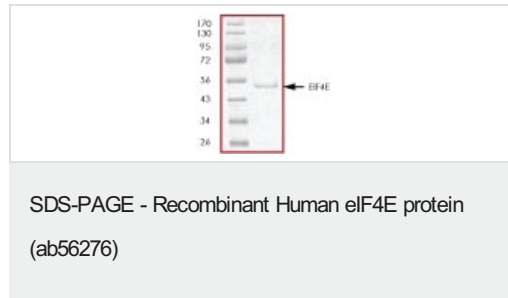 170
130
95
72
56
EIF4E
43
34
26
SDS-PAGE - Recombinant Human eIF4E protein
(ab56276)